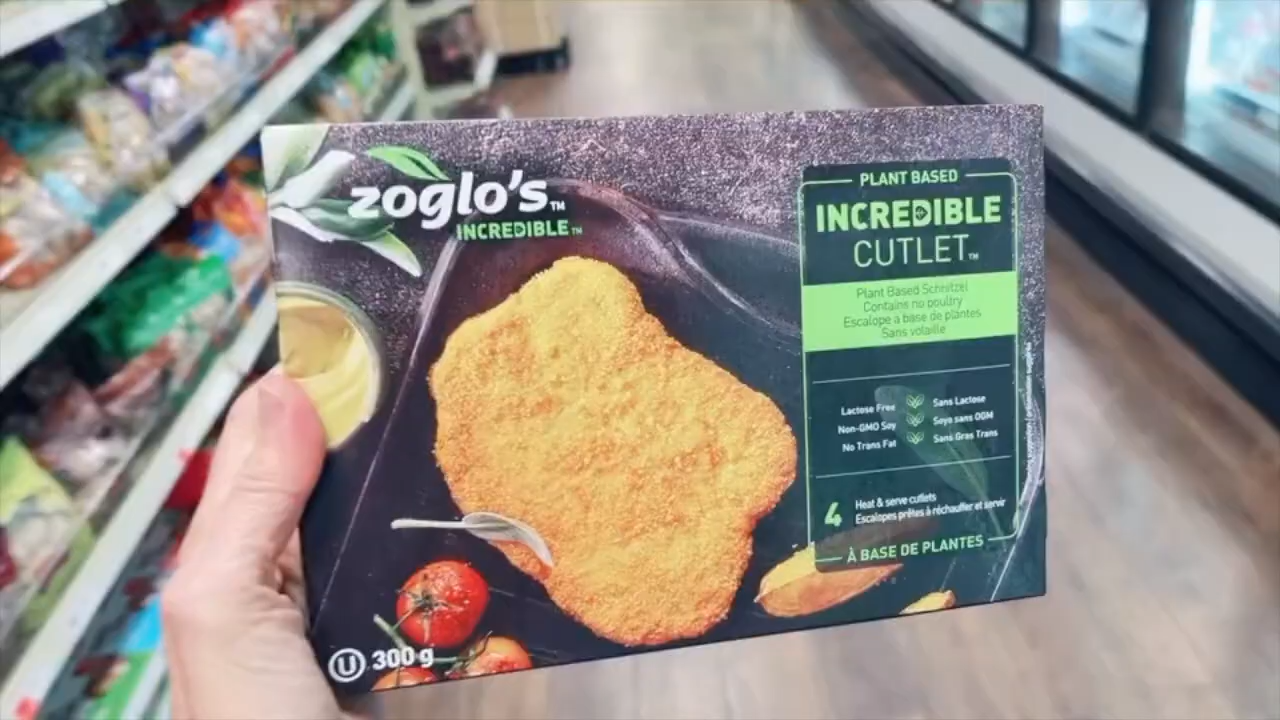 zoglo's™
INCREDIBLE™
PLANT BASED
INCREDIBLE
CUTLET™
Plant Based Schnitzel
Contains no poultry
Escalope à base de plantes
Sans volaille
Lactose Free Sans Lactose
Non-GMO Soy Soya sans OGM
No Trans Fat Sans Gras Trans
4 Heat & serve cutlets
Escalopes prêtes à réchauffer et servir
À BASE DE PLANTES
U 300 g